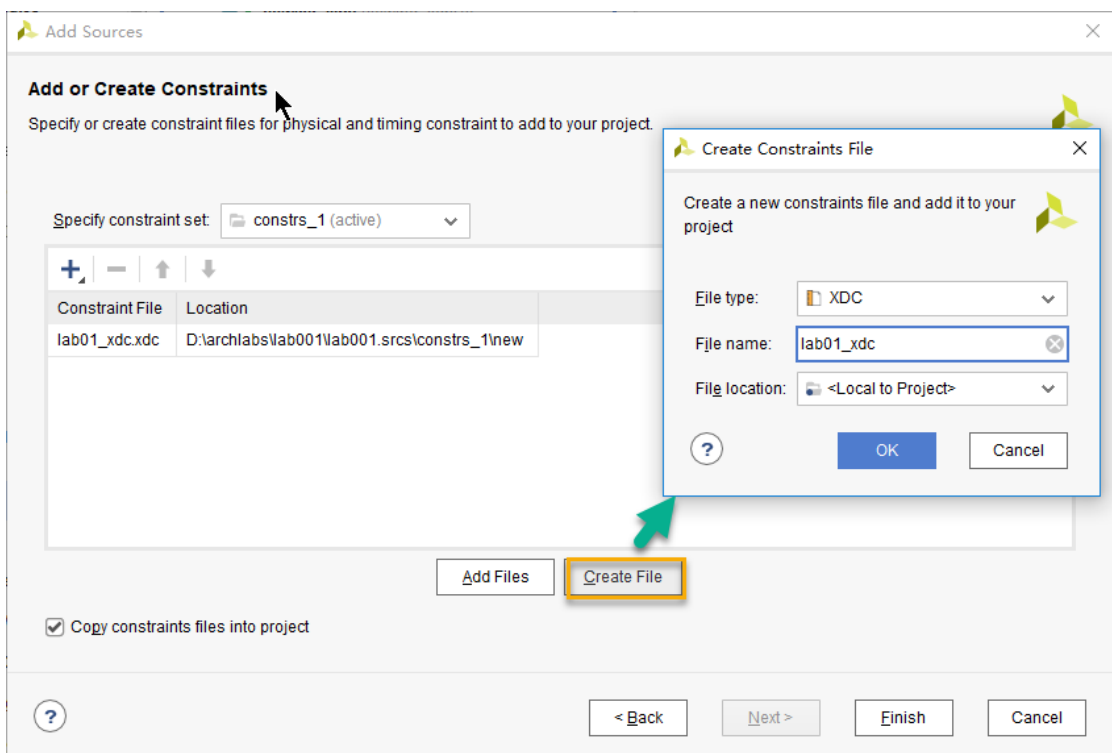 Add Sources
Add or Create Constraints
Specify or create constraint files for physical and timing constraint to add to your project.
Specify constraint set: constrs_1 (active)
Constraint File Location
lab01_xdc.xdc D:\archlabs\lab001\lab001.srcs\constrs_1\new
Add Files Create File
Copy constraints files into project
? < Back Next > Finish Cancel
Create Constraints File
Create a new constraints file and add it to your
project
File type: XDC
File name: lab01_xdc
File location: <Local to Project>
? OK Cancel